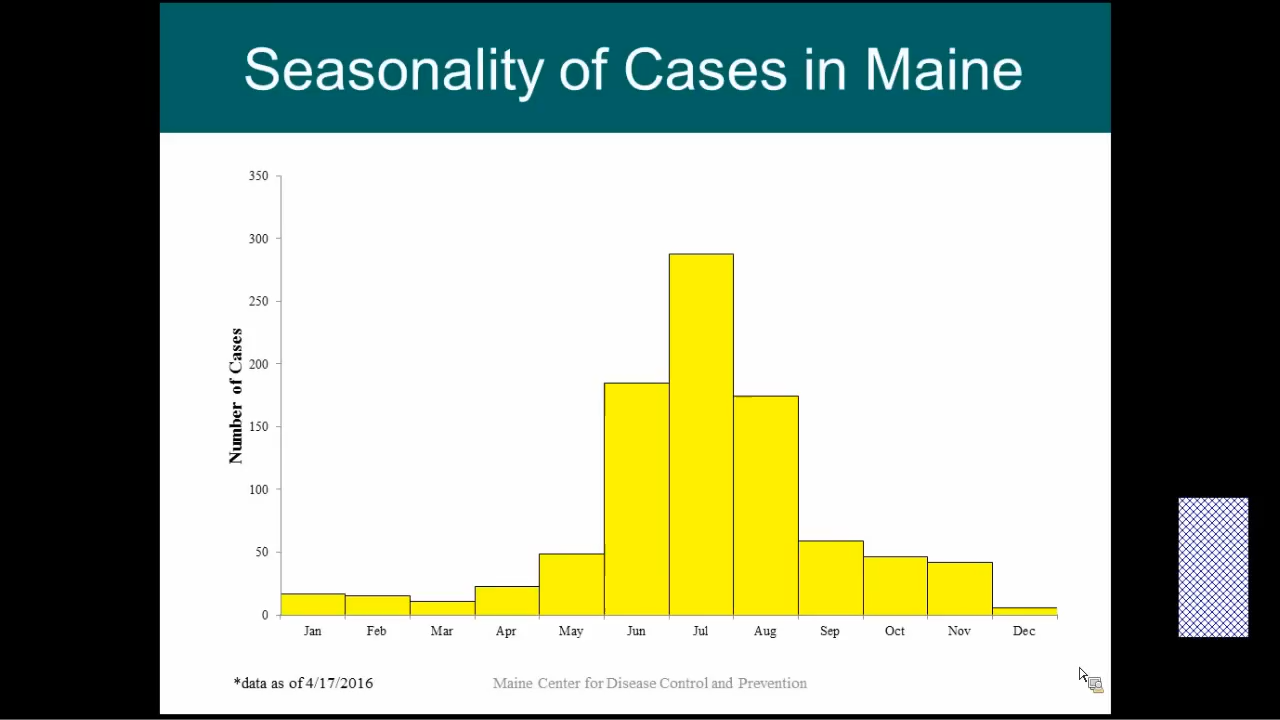 Seasonality of Cases in Maine
350
300
250
200
150
100
50
0
Number of Cases
Jan Feb Mar Apr May Jun Jul Aug Sep Oct Nov Dec
*data as of 4/17/2016 Maine Center for Disease Control and Prevention